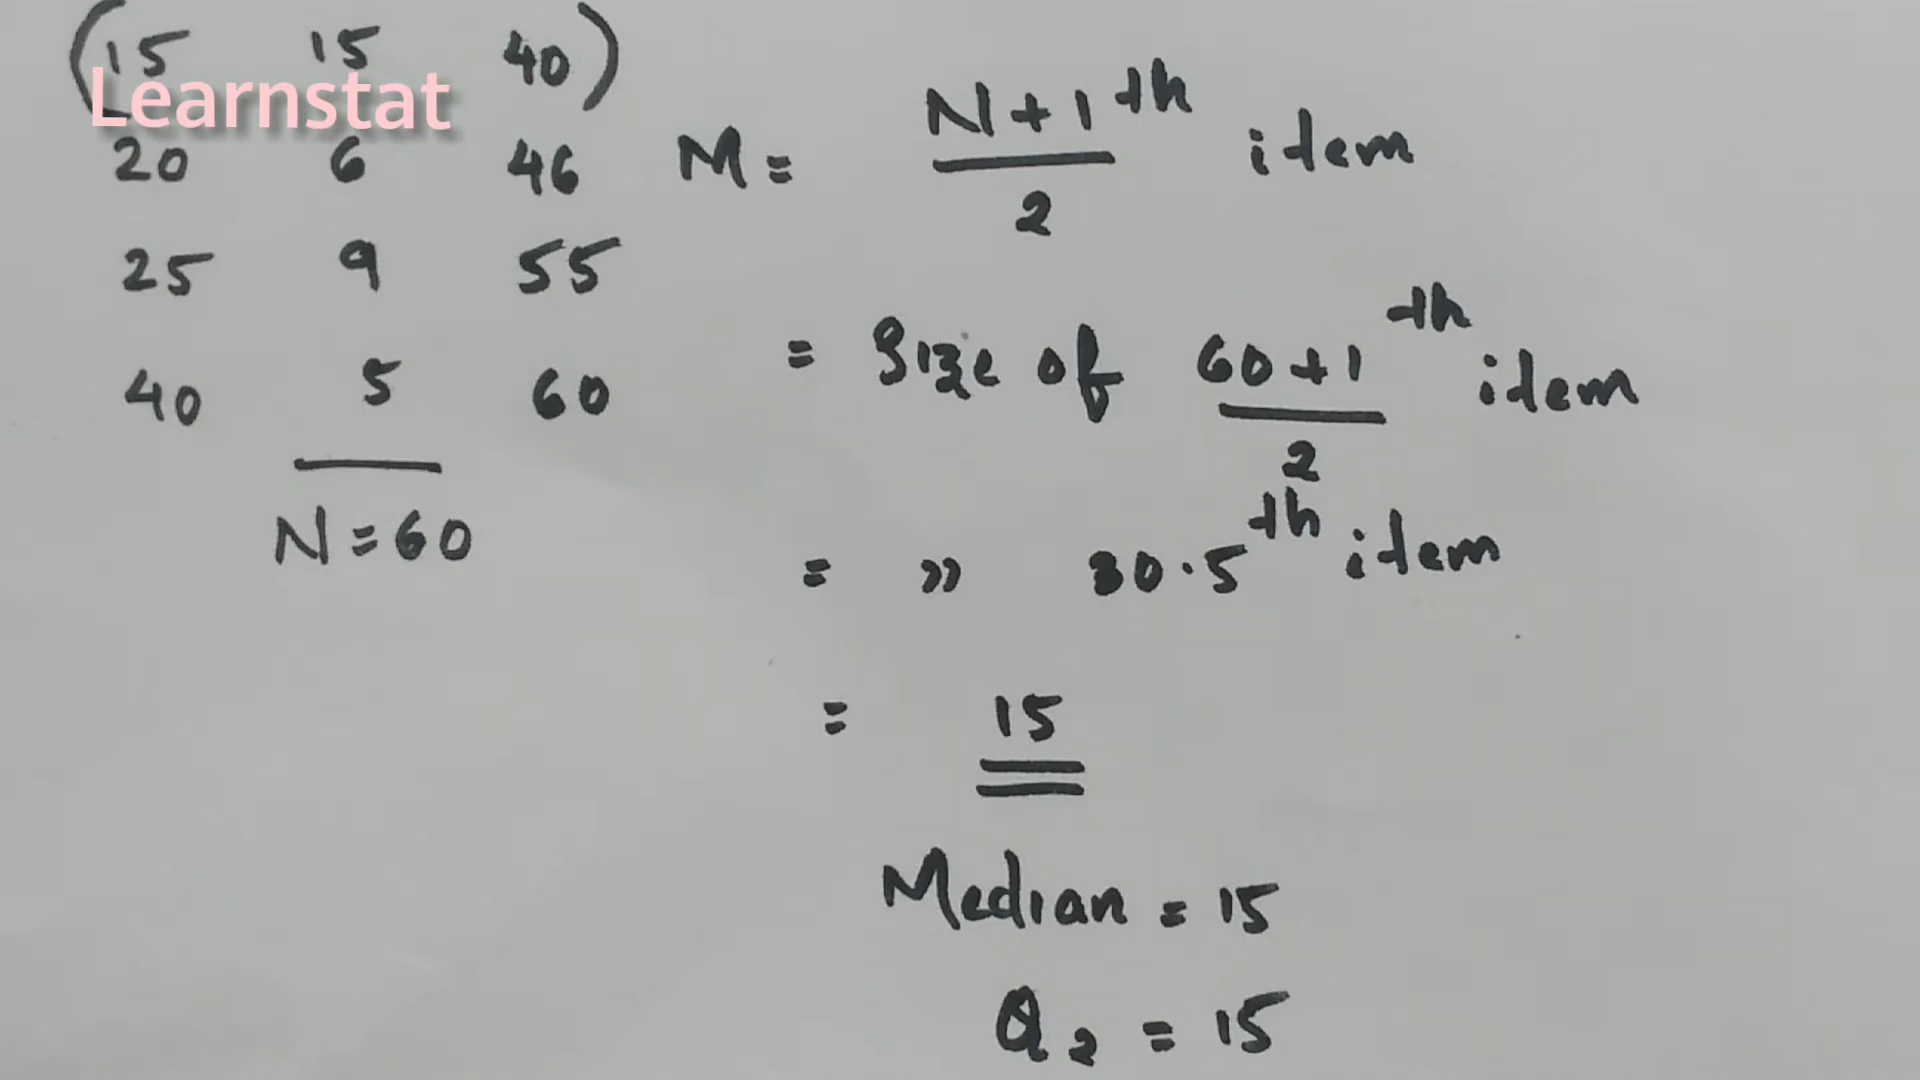 (15 15 40)
Learnstat
20 6 46
25 9 55
40 5 60
N = 60
M = N+1 th item
2
= Size of 60+1 th item
2
= " 30.5 th item
= 15
Median = 15
Q2 = 15